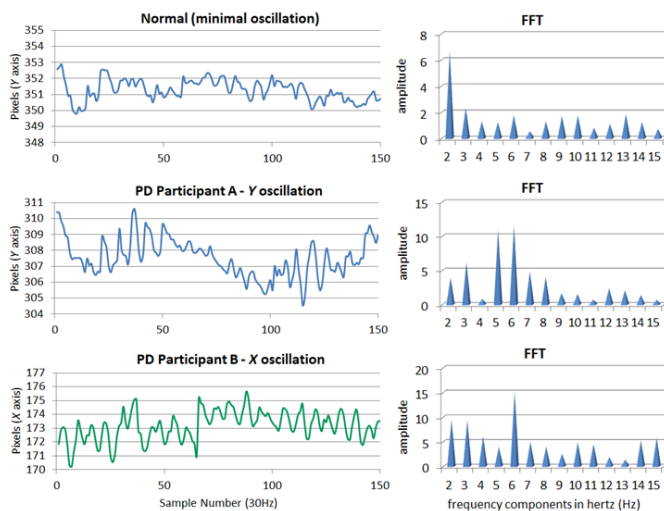 Normal (minimal oscillation)
FFT
Pixels (Y axis)
355
354
353
352
351
350
349
348
0
50
100
150
amplitude
8
6
4
2
0
2 3 4 5 6 7 8 9 10 11 12 13 14 15
PD Participant A - Y oscillation
FFT
Pixels (Y axis)
311
310
309
308
307
306
305
304
0
50
100
150
amplitude
15
10
5
0
2 3 4 5 6 7 8 9 10 11 12 13 14 15
PD Participant B - X oscillation
FFT
Pixels (X axis)
177
176
175
174
173
172
171
170
0
50
100
150
Sample Number (30Hz)
amplitude
20
15
10
5
0
2 3 4 5 6 7 8 9 10 11 12 13 14 15
frequency components in hertz (Hz)